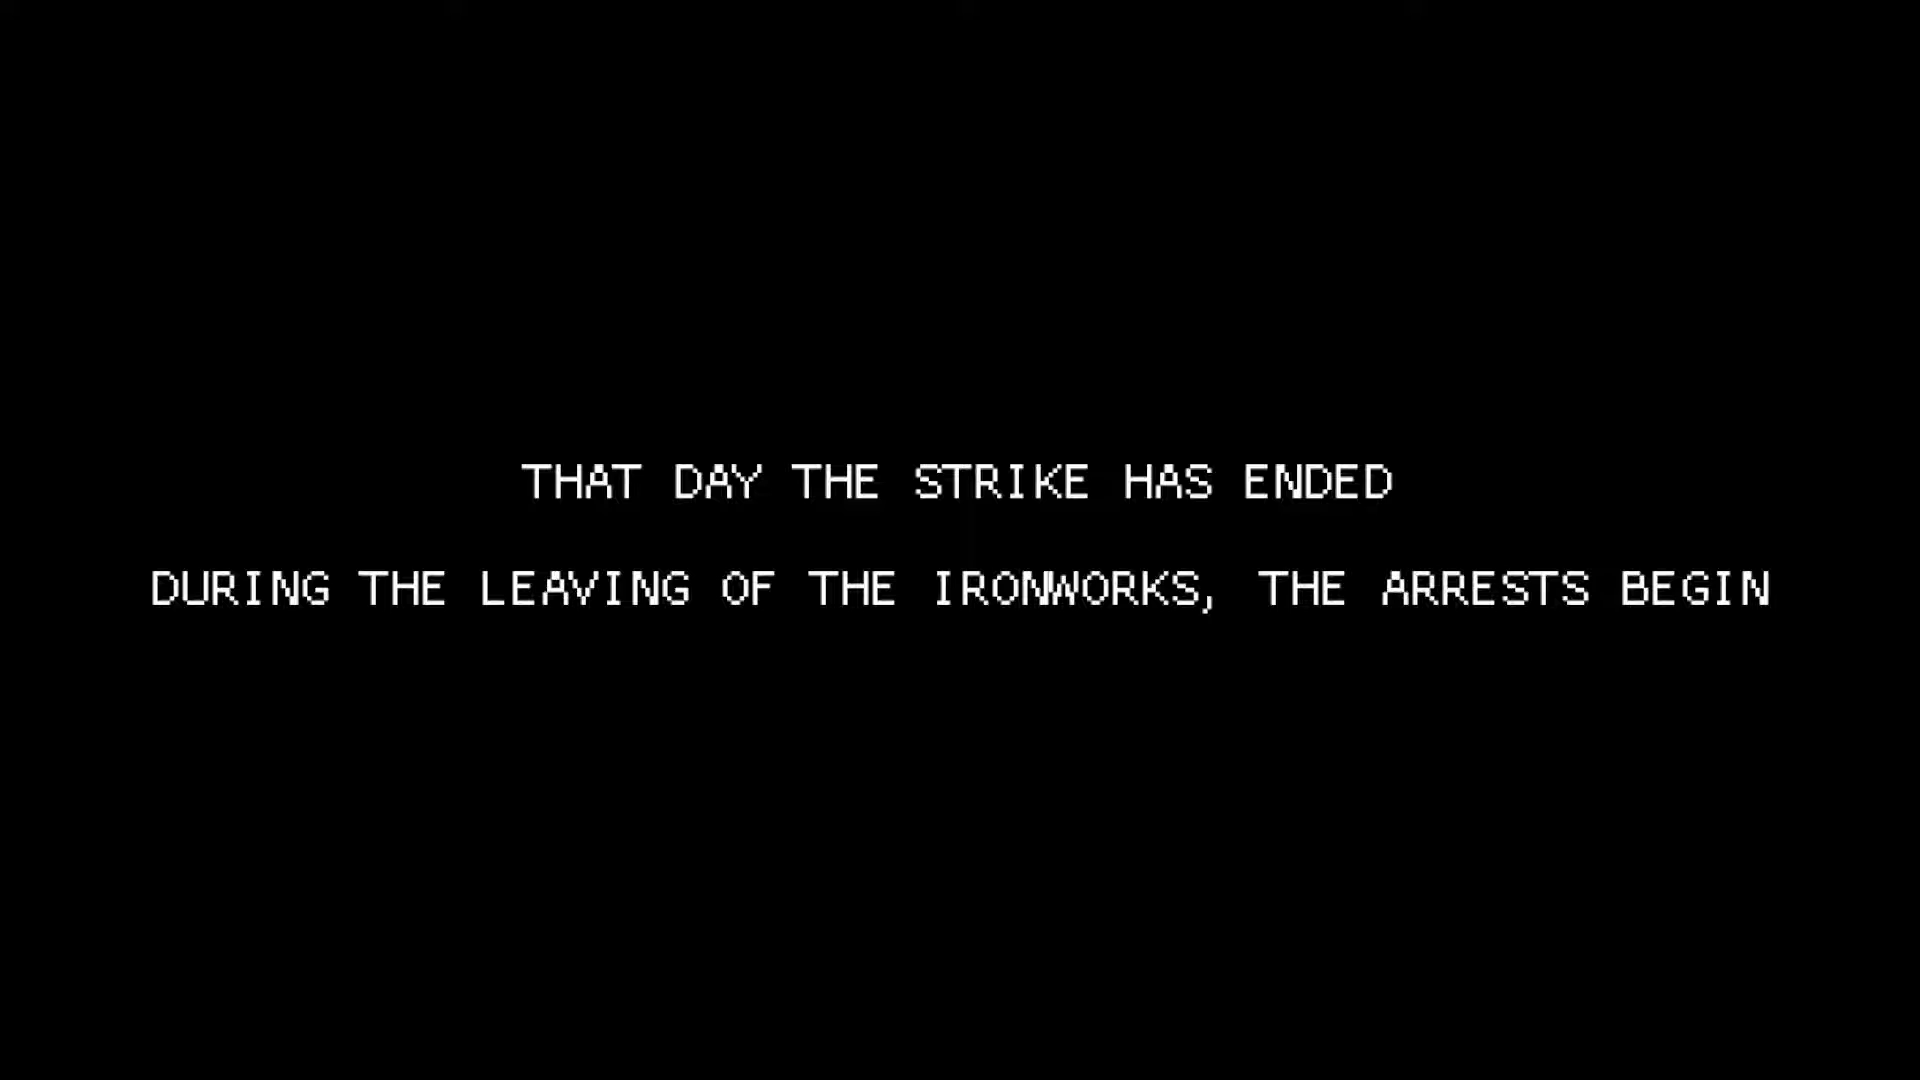 THAT DAY THE STRIKE HAS ENDED
DURING THE LEAVING OF THE IRONWORKS, THE ARRESTS BEGIN